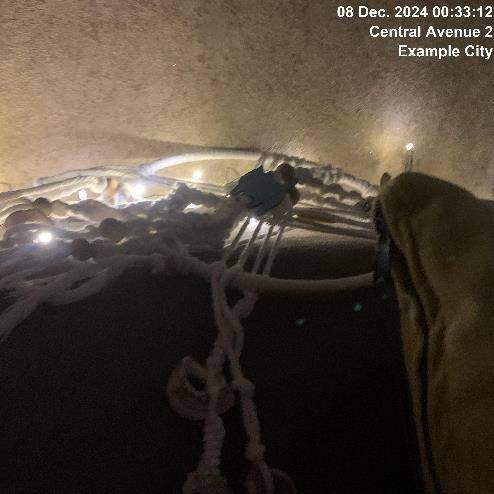 08 Dec. 2024 00:33:12
Central Avenue 2
Example City